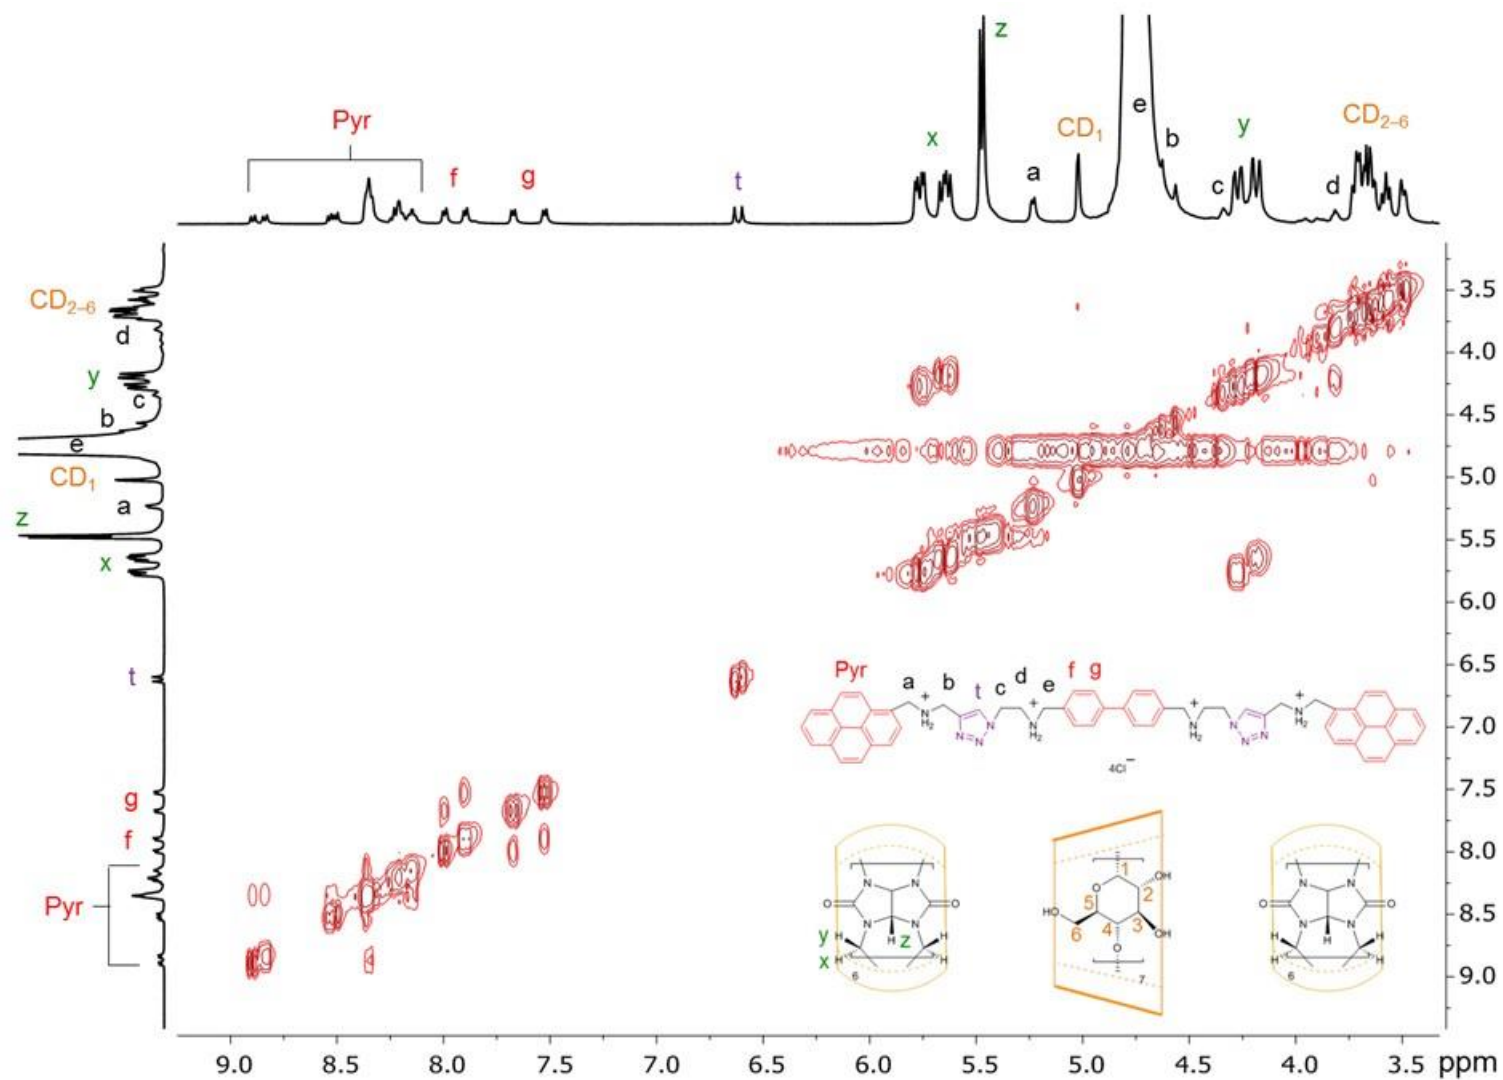 z
Pyr
x
e
b
CD1
y
CD2–6
f
g
t
a
c
d
CD2–6
d
y
c
b
e
CD1
a
z
x
t
g
f
Pyr
3.5
4.0
4.5
5.0
5.5
6.0
6.5
7.0
7.5
8.0
8.5
9.0
Pyr a b t c d e f g
+ + + +
N H2 N H2 N H2 N H2
N N N N N N
4Cl−
N N 1 N N
O O O OH O O
N N 5 2 N N
HO 4 3 OH
y H H H z 6 O H H H
x H H H H
6 7 6
9.0 8.5 8.0 7.5 7.0 6.5 6.0 5.5 5.0 4.5 4.0 3.5 ppm